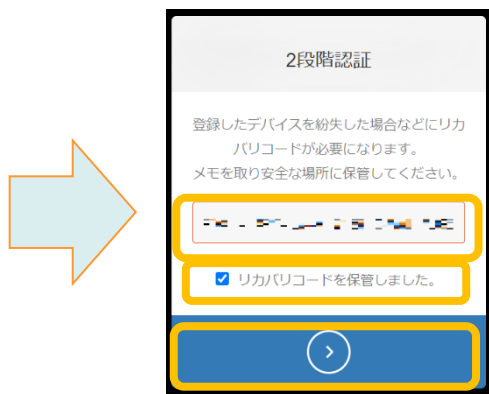 2段階認証
登録したデバイスを紛失した場合などにリカ
バリコードが必要になります。
メモを取り安全な場所に保管してください。
リカバリコードを保管しました。